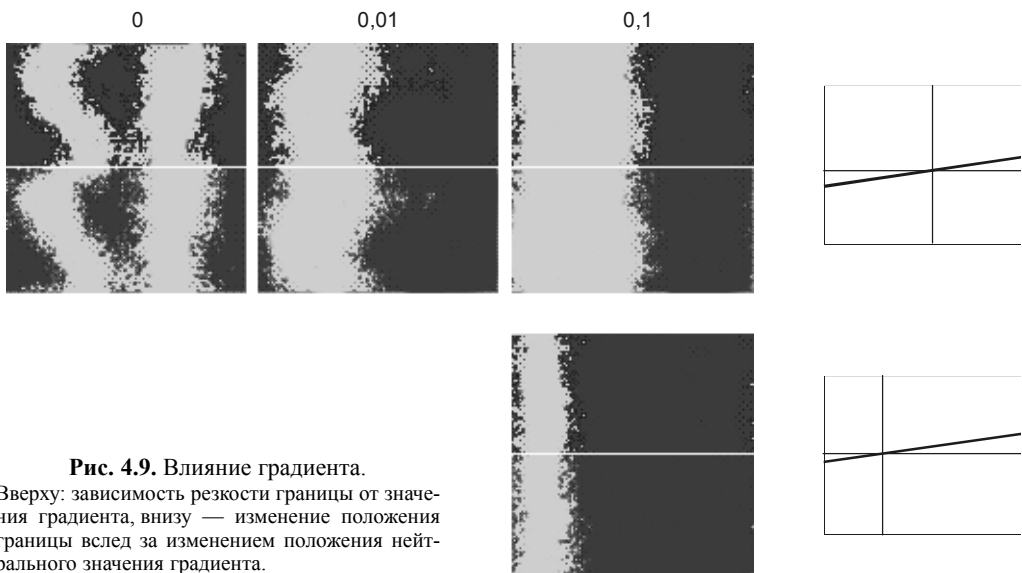 0 0,01 0,1
Рис. 4.9. Влияние градиента.
Вверху: зависимость резкости границы от значе-
ния градиента, внизу — изменение положения
границы вслед за изменением положения нейт-
рального значения градиента.